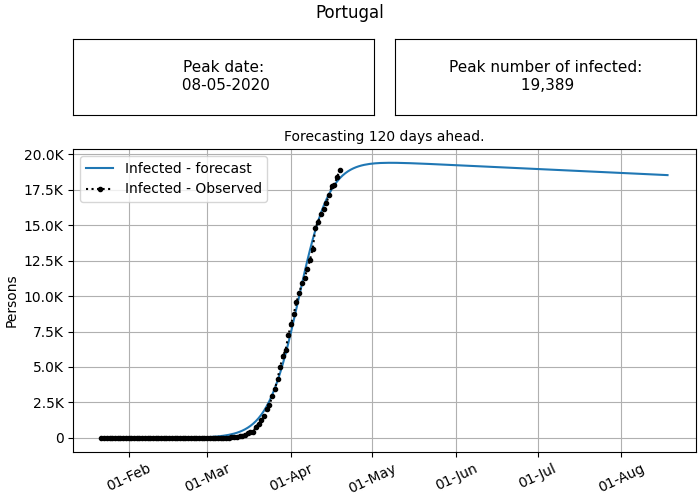 Portugal
Peak date:
08-05-2020
Peak number of infected:
19,389
Forecasting 120 days ahead.
20.0K
17.5K
15.0K
12.5K
10.0K
7.5K
5.0K
2.5K
0
Persons
Infected - forecast
Infected - Observed
01-Feb
01-Mar
01-Apr
01-May
01-Jun
01-Jul
01-Aug